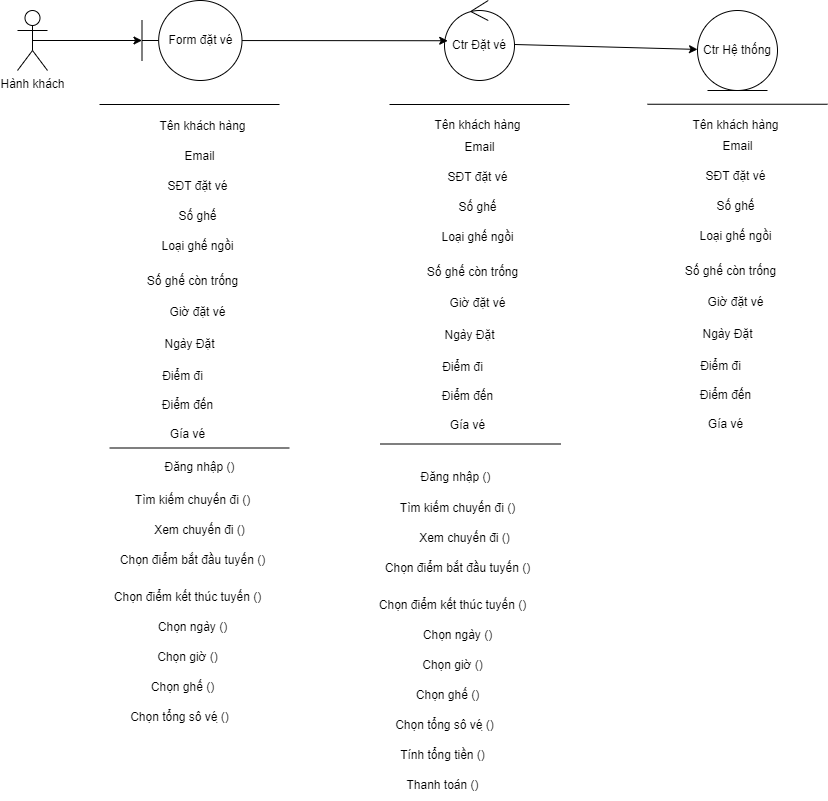 Hành khách
Form đặt vé
Ctr Đặt vé
Ctr Hệ thống
Tên khách hàng
Email
SĐT đặt vé
Số ghế
Loại ghế ngồi
Số ghế còn trống
Giờ đặt vé
Ngày Đặt
Điểm đi
Điểm đến
Gía vé
Đăng nhập ()
Tìm kiếm chuyến đi ()
Xem chuyến đi ()
Chọn điểm bắt đầu tuyến ()
Chọn điểm kết thúc tuyến ()
Chọn ngày ()
Chọn giờ ()
Chọn ghế ()
Chọn tổng sô vé ()
Tên khách hàng
Email
SĐT đặt vé
Số ghế
Loại ghế ngồi
Số ghế còn trống
Giờ đặt vé
Ngày Đặt
Điểm đi
Điểm đến
Gía vé
Đăng nhập ()
Tìm kiếm chuyến đi ()
Xem chuyến đi ()
Chọn điểm bắt đầu tuyến ()
Chọn điểm kết thúc tuyến ()
Chọn ngày ()
Chọn giờ ()
Chọn ghế ()
Chọn tổng sô vé ()
Tính tổng tiền ()
Thanh toán ()
Tên khách hàng
Email
SĐT đặt vé
Số ghế
Loại ghế ngồi
Số ghế còn trống
Giờ đặt vé
Ngày Đặt
Điểm đi
Điểm đến
Gía vé